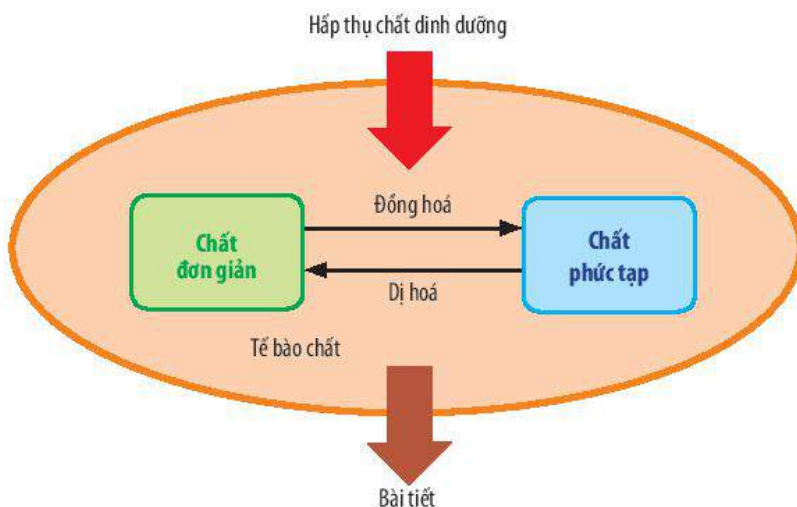 Hấp thụ chất dinh dưỡng
Đồng hoá
Chất
đơn giản
Chất
phức tạp
Dị hoá
Tế bào chất
Bài tiết